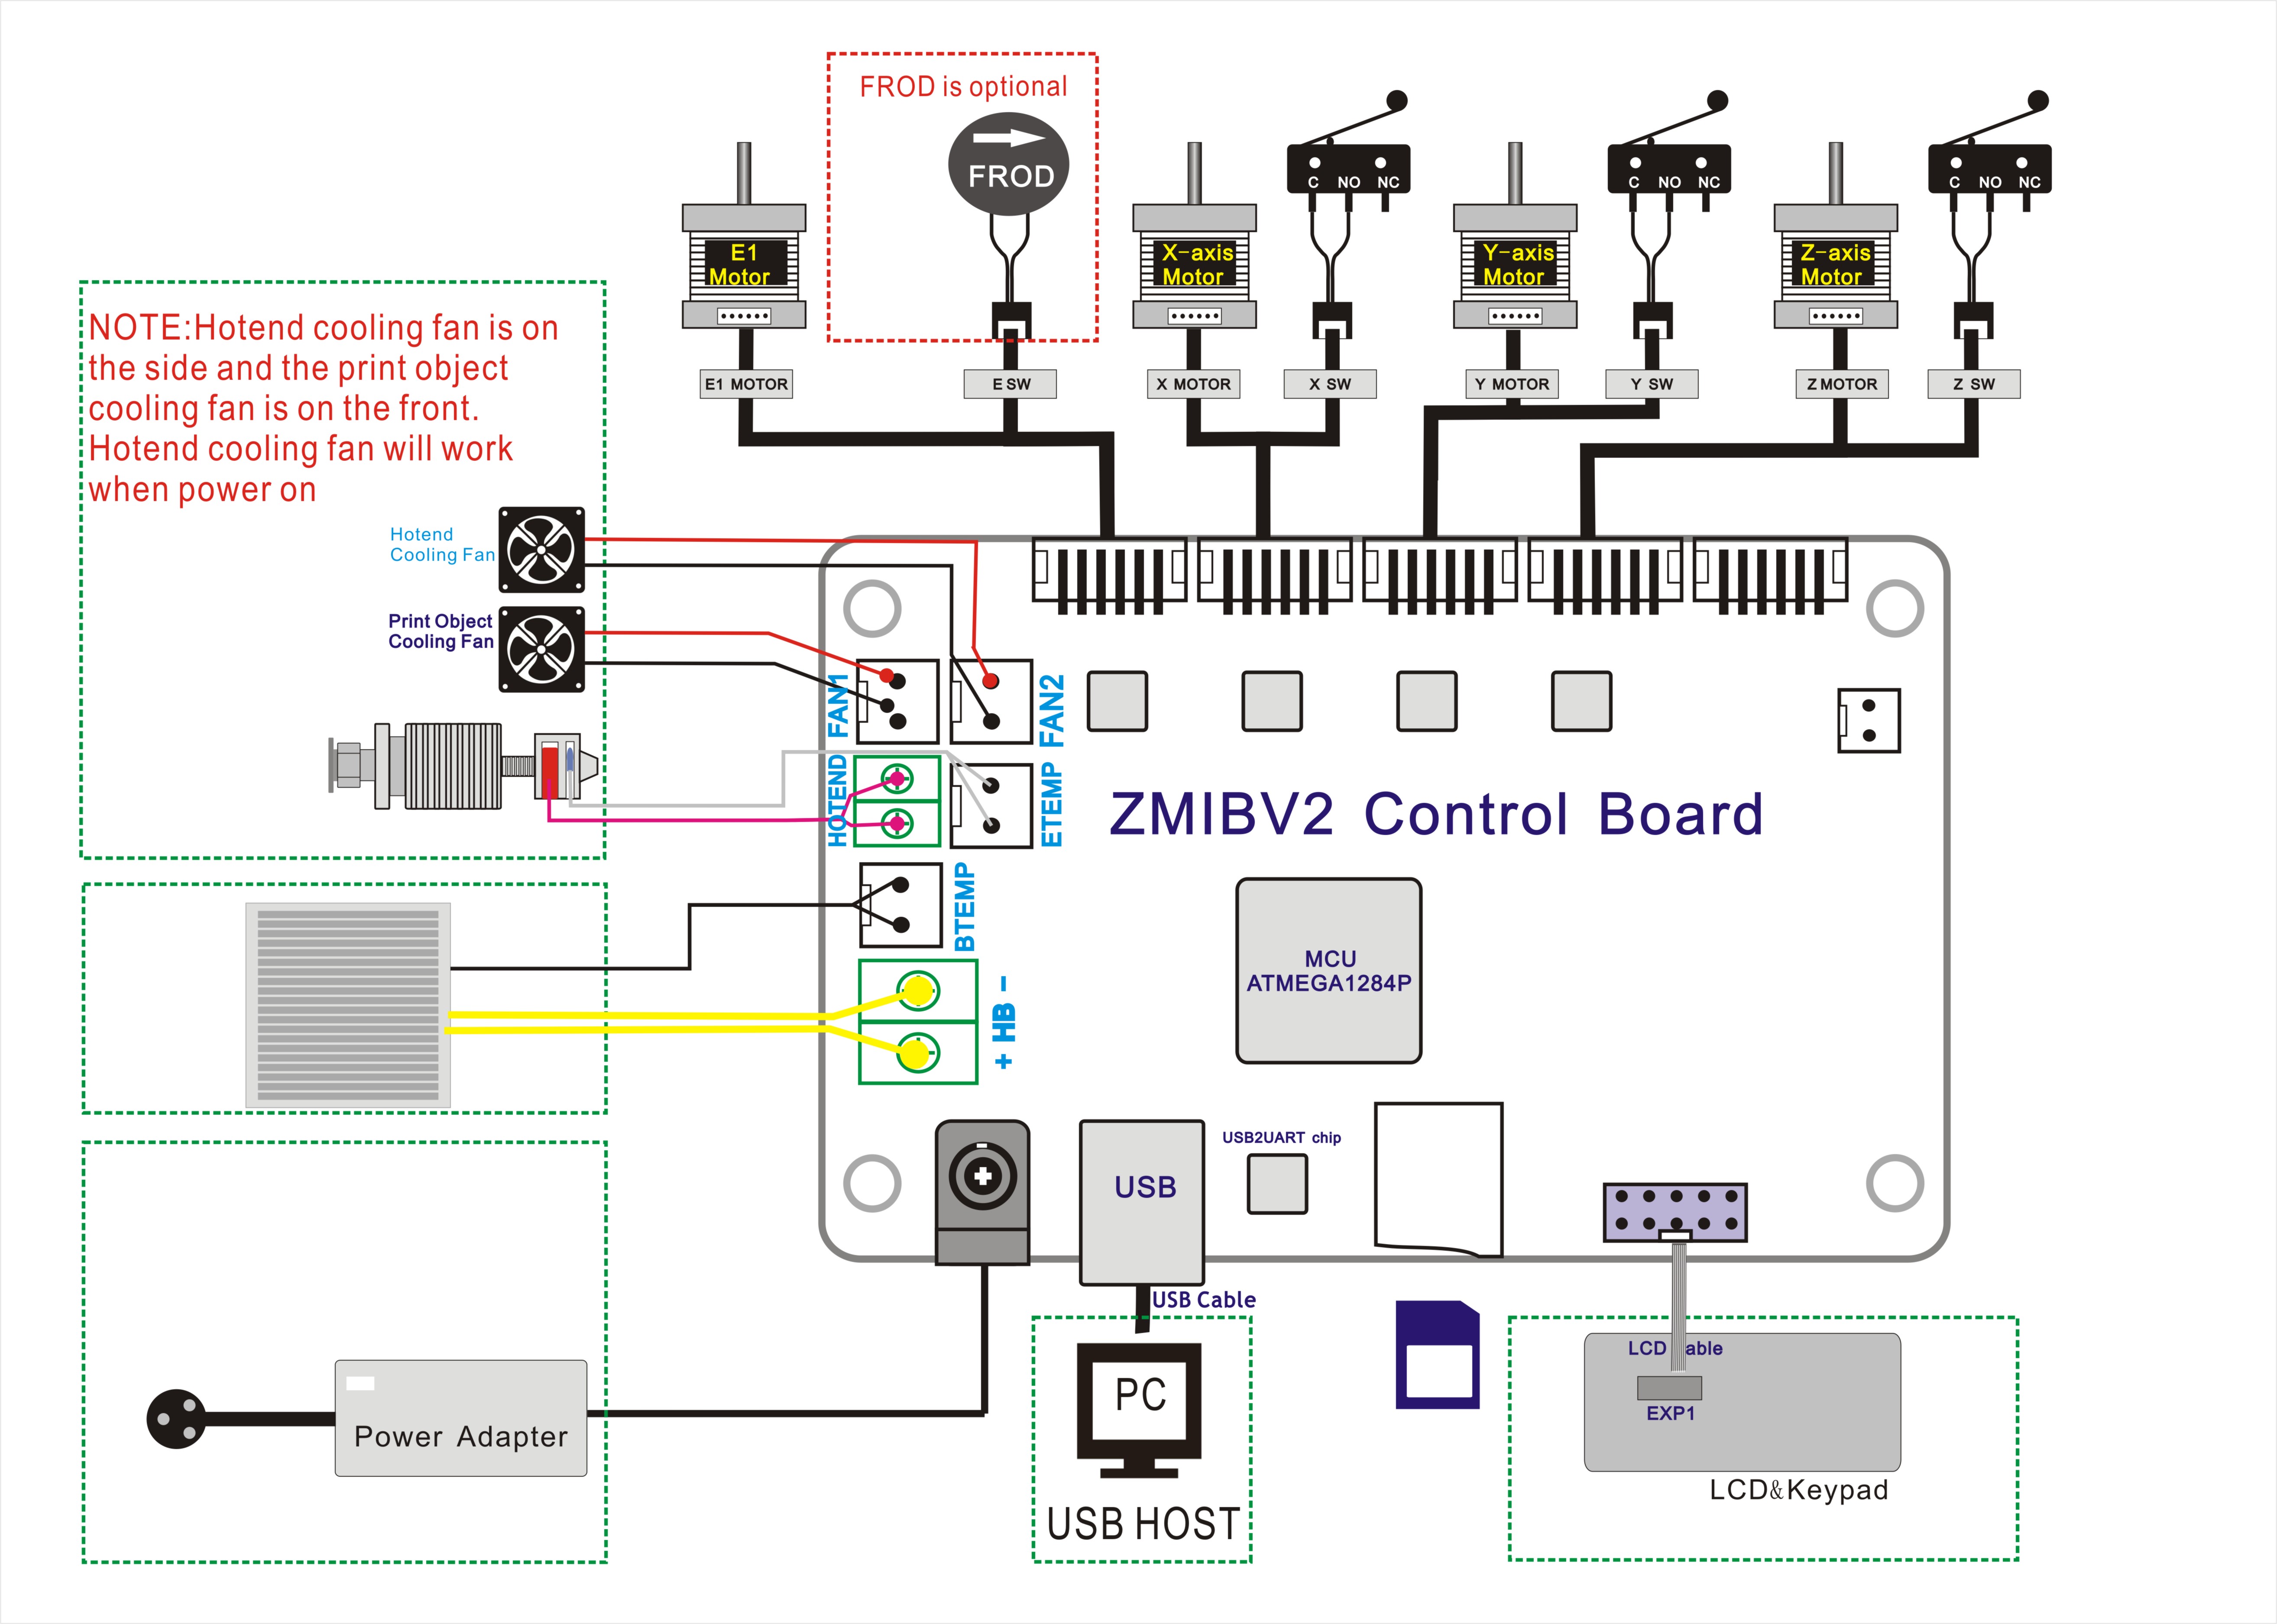 FROD is optional
FROD
C NO NC
C NO NC
C NO NC
E1
Motor
X-axis
Motor
Y-axis
Motor
Z-axis
Motor
E1 MOTOR
E SW
X MOTOR
X SW
Y MOTOR
Y SW
Z MOTOR
Z SW
NOTE:Hotend cooling fan is on
the side and the print object
cooling fan is on the front.
Hotend cooling fan will work
when power on
Hotend
Cooling Fan
Print Object
Cooling Fan
FAN1
FAN2
HOTEND
ETEMP
ZMIBV2 Control Board
BTEMP
+ HB -
MCU
ATMEGA1284P
USB2UART chip
USB
USB Cable
PC
USB HOST
Power Adapter
LCD able
EXP1
LCD&Keypad